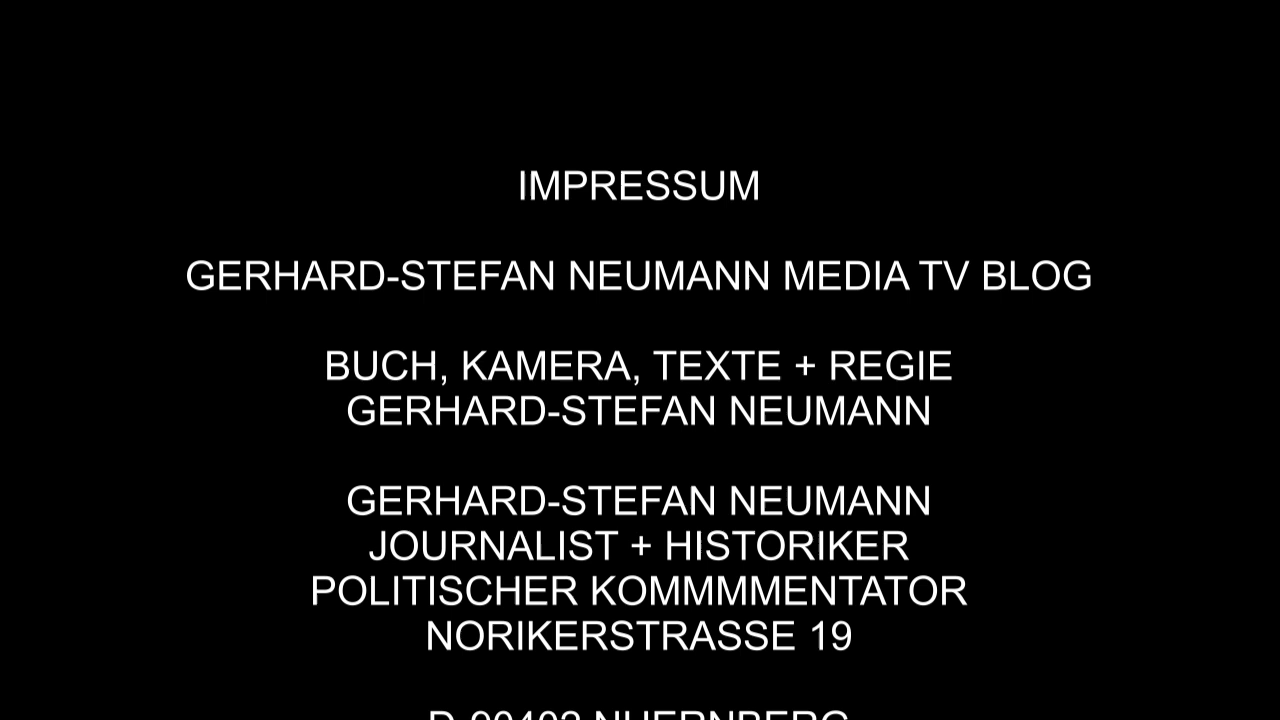 IMPRESSUM
GERHARD-STEFAN NEUMANN MEDIA TV BLOG
BUCH, KAMERA, TEXTE + REGIE
GERHARD-STEFAN NEUMANN
GERHARD-STEFAN NEUMANN
JOURNALIST + HISTORIKER
POLITISCHER KOMMMMENTATOR
NORIKERSTRASSE 19
NUERNBERG